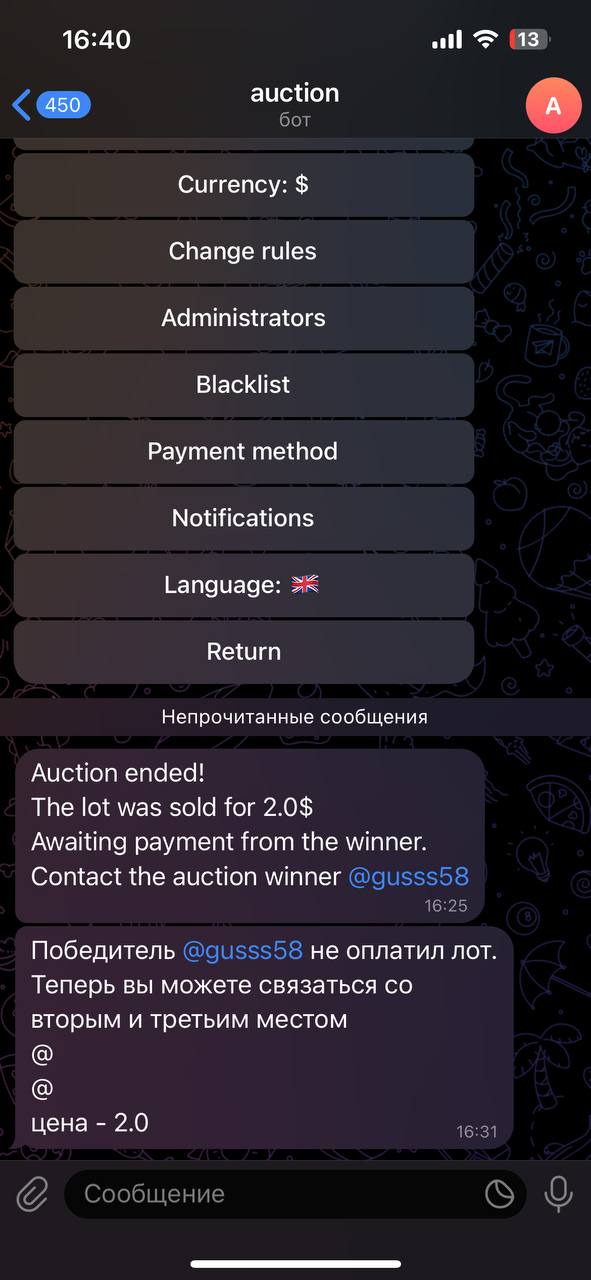 16:40
13
450
auction
бот
A
Currency: $
Change rules
Administrators
Blacklist
Payment method
Notifications
Language: 🇬🇧
Return
Непрочитанные сообщения
Auction ended!
The lot was sold for 2.0$
Awaiting payment from the winner.
Contact the auction winner @gusss58
16:25
Победитель @gusss58 не оплатил лот.
Теперь вы можете связаться со
вторым и третьим местом
@
@
цена - 2.0
16:31
Сообщение